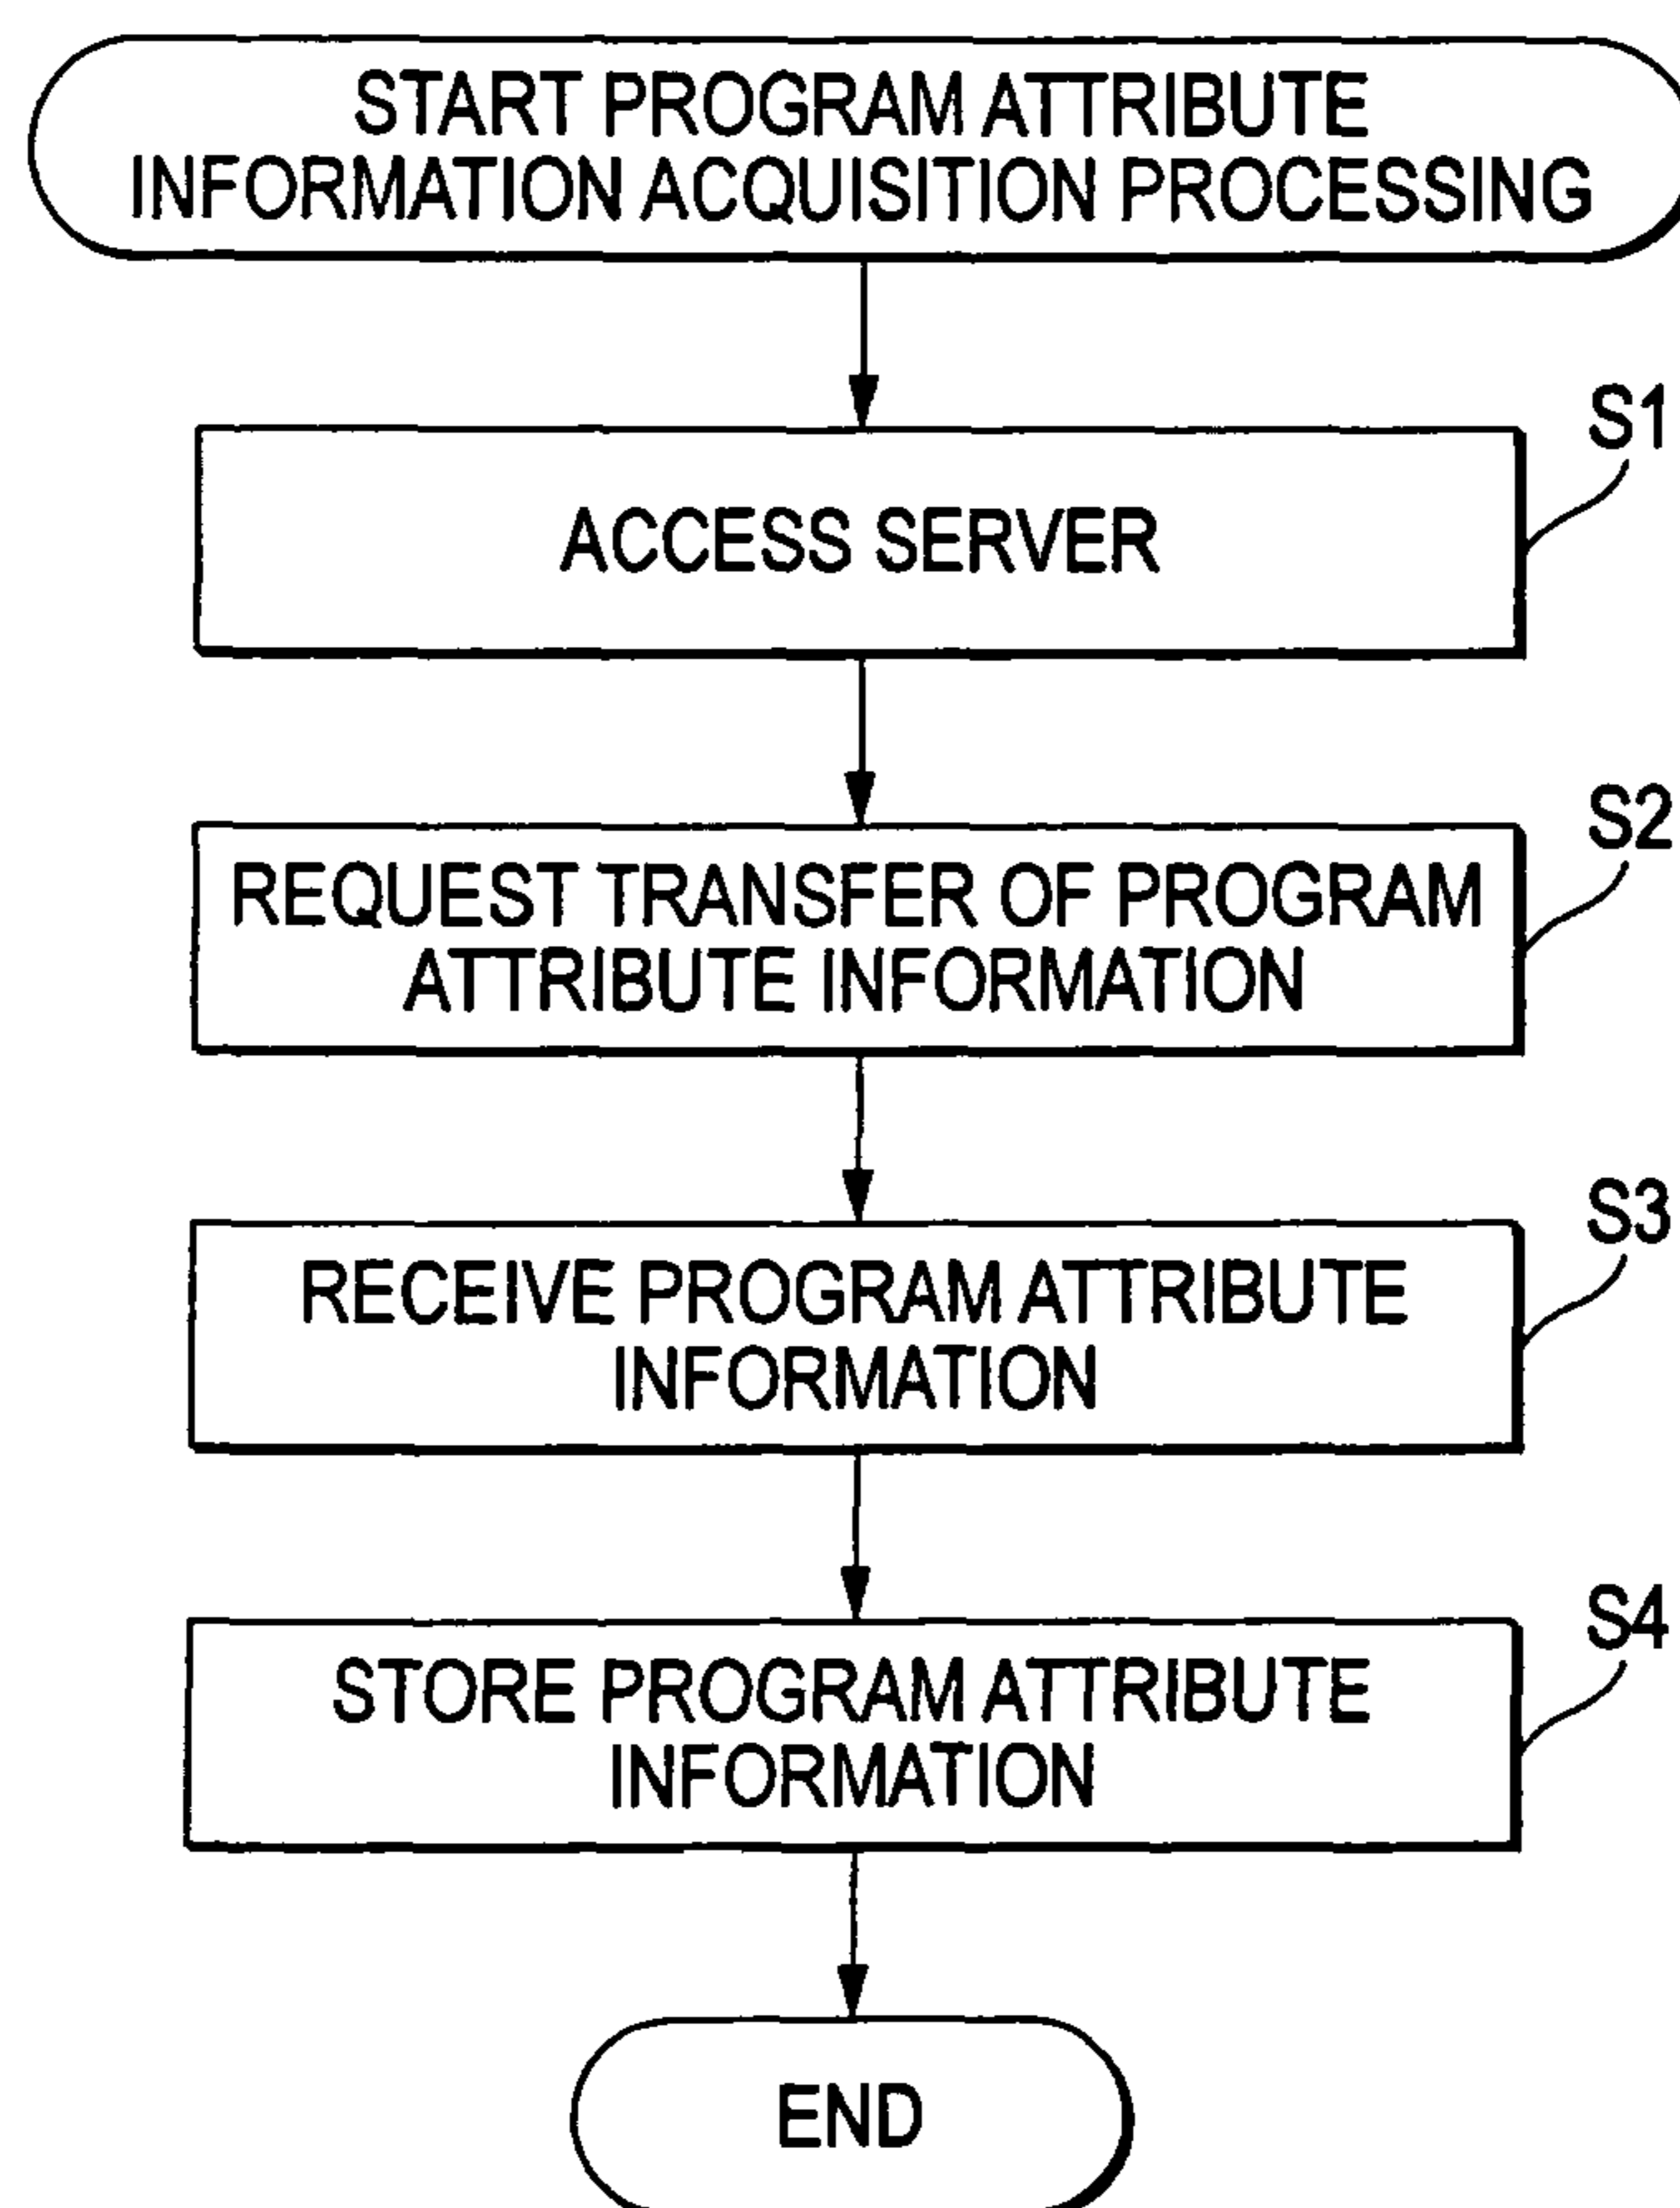 START PROGRAM ATTRIBUTE
INFORMATION ACQUISITION PROCESSING
S1
ACCESS SERVER
S2
REQUEST TRANSFER OF PROGRAM
ATTRIBUTE INFORMATION
S3
RECEIVE PROGRAM ATTRIBUTE
INFORMATION
S4
STORE PROGRAM ATTRIBUTE
INFORMATION
END